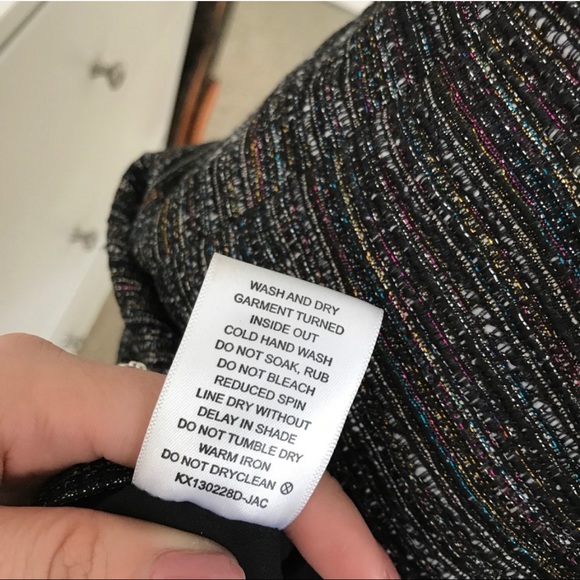 WASH AND DRY
GARMENT TURNED
INSIDE OUT
COLD HAND WASH
DO NOT SOAK, RUB
DO NOT BLEACH
REDUCED SPIN
LINE DRY WITHOUT
DELAY IN SHADE
DO NOT TUMBLE DRY
WARM IRON
DO NOT DRYCLEAN
KX130228D-JAC